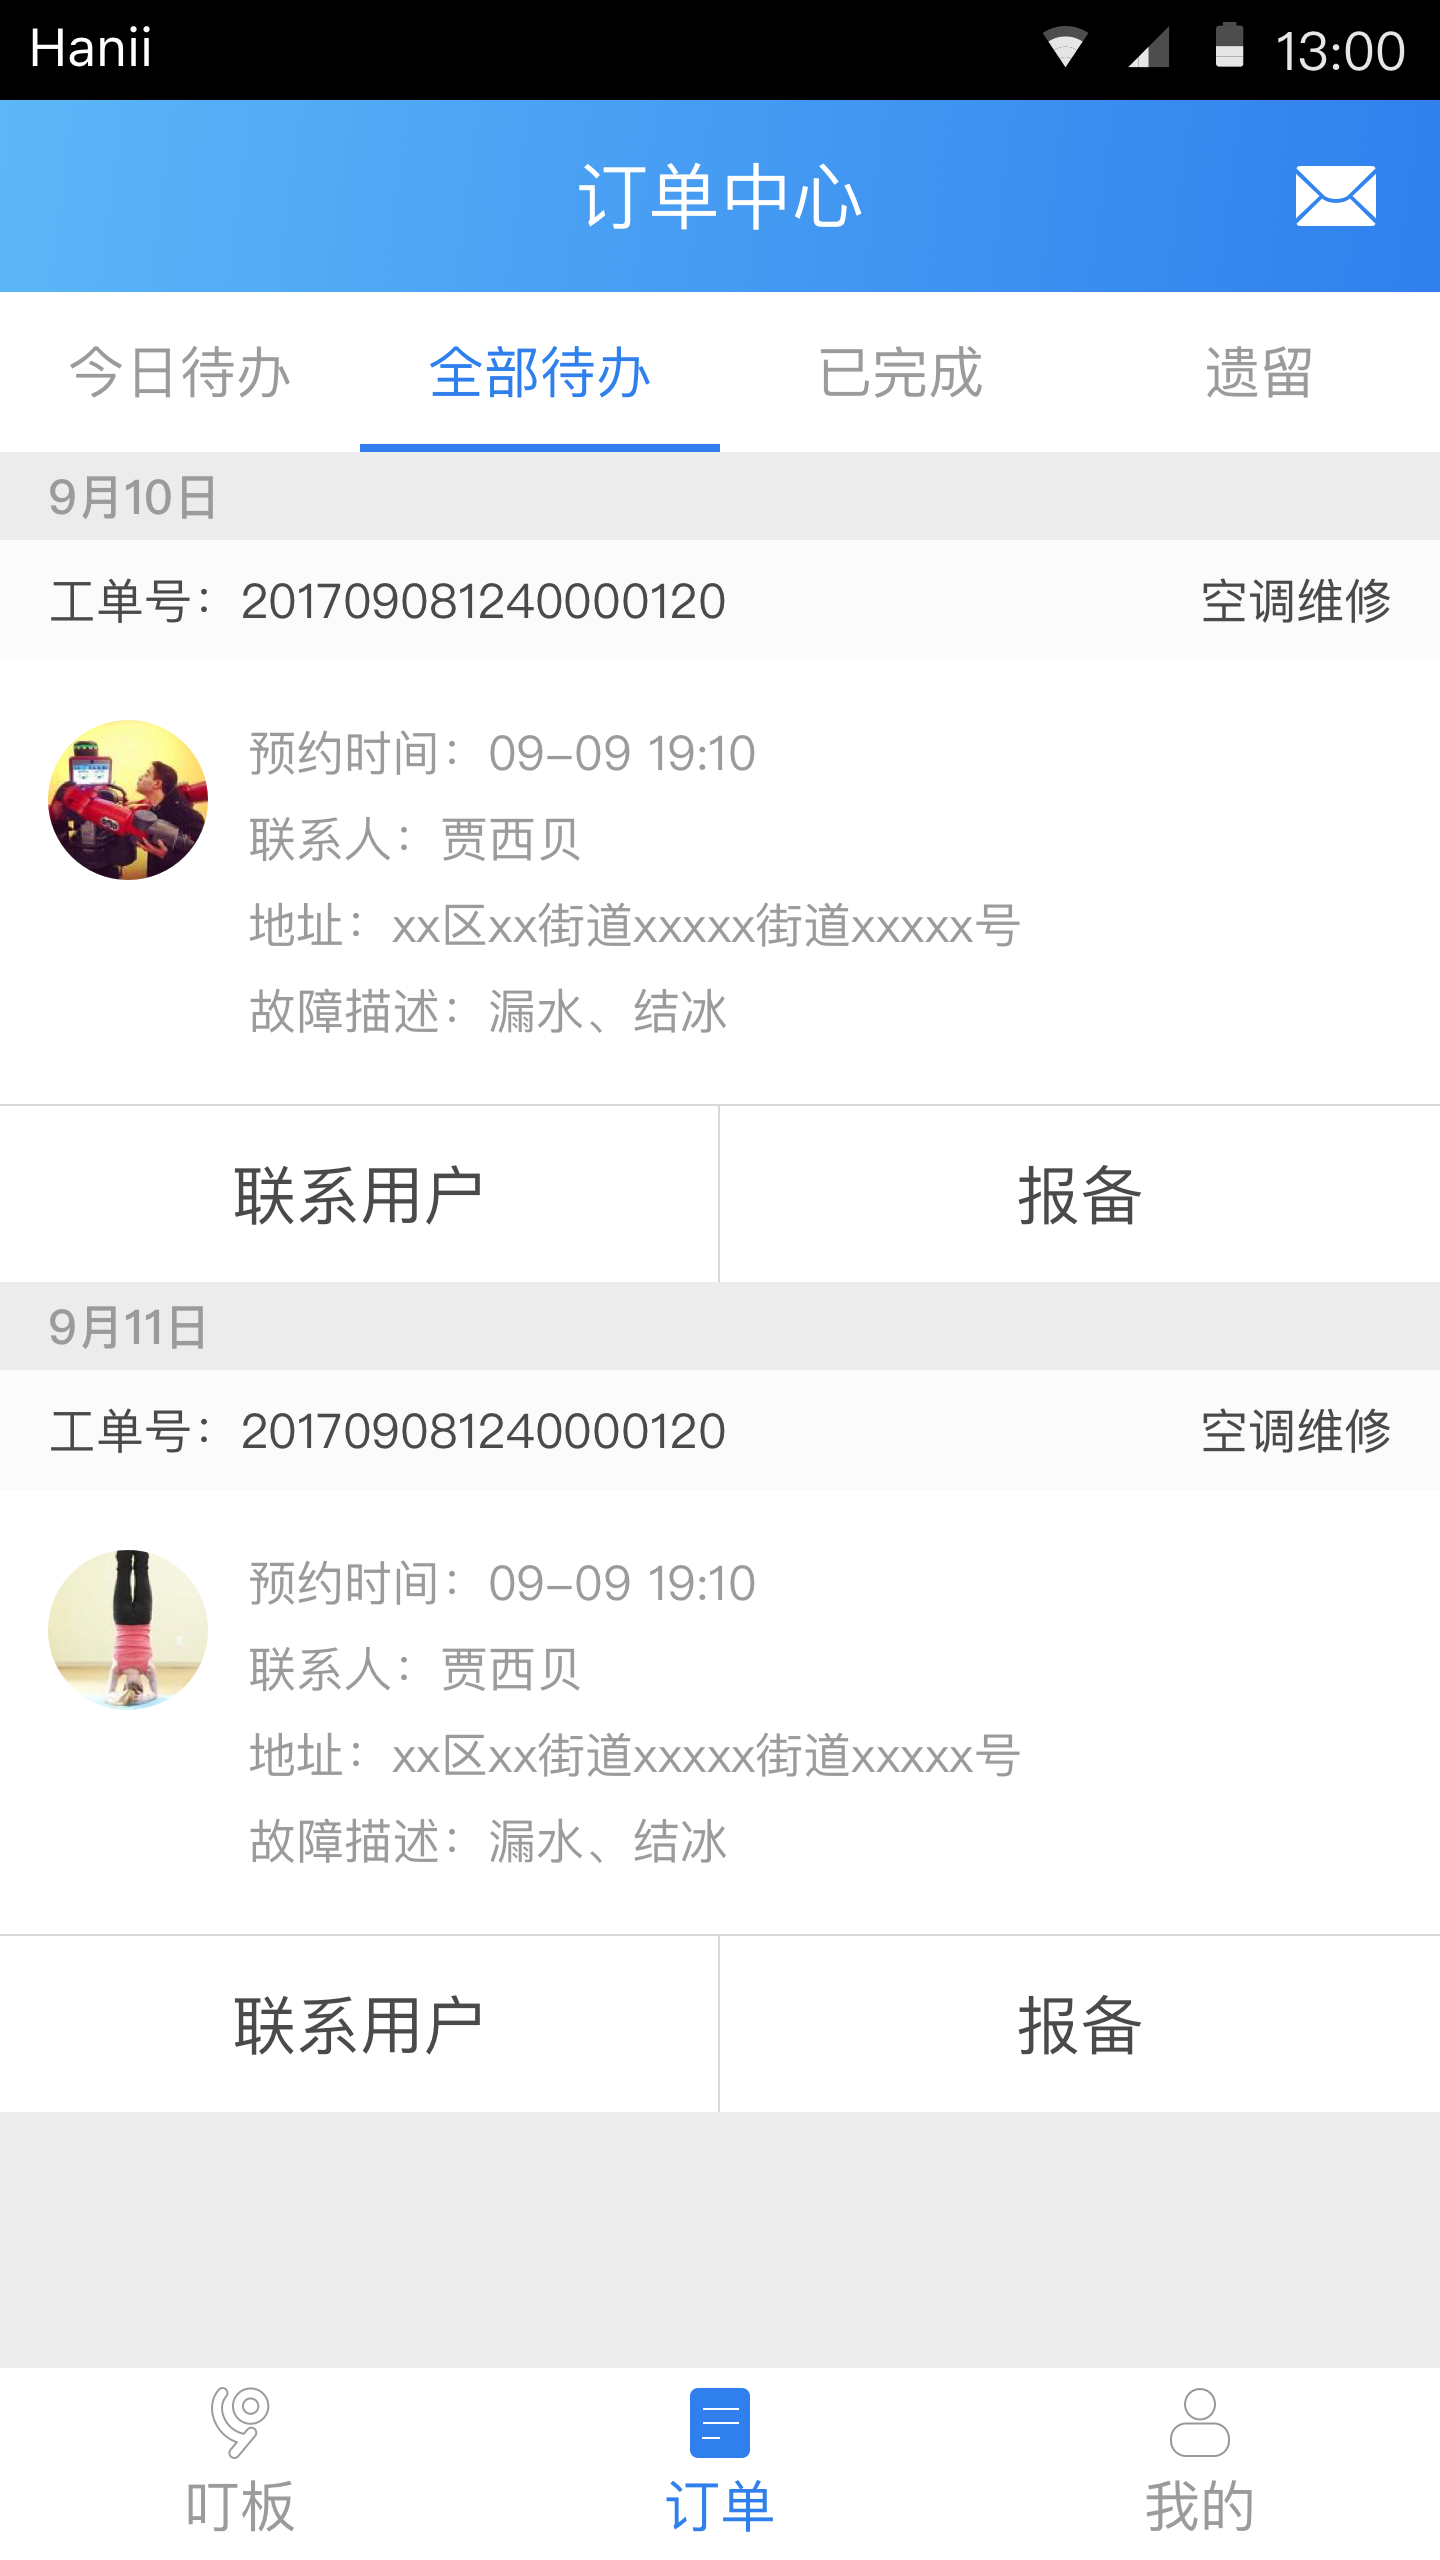 Hanii 13:00
订单中心
今日待办 全部待办 已完成 遗留
9月10日
工单号：201709081240000120 空调维修
预约时间：09-09 19:10
联系人：贾西贝
地址：xx区xx街道xxxxx街道xxxxx号
故障描述：漏水、结冰
联系用户 报备
9月11日
工单号：201709081240000120 空调维修
预约时间：09-09 19:10
联系人：贾西贝
地址：xx区xx街道xxxxx街道xxxxx号
故障描述：漏水、结冰
联系用户 报备
叮板 订单 我的